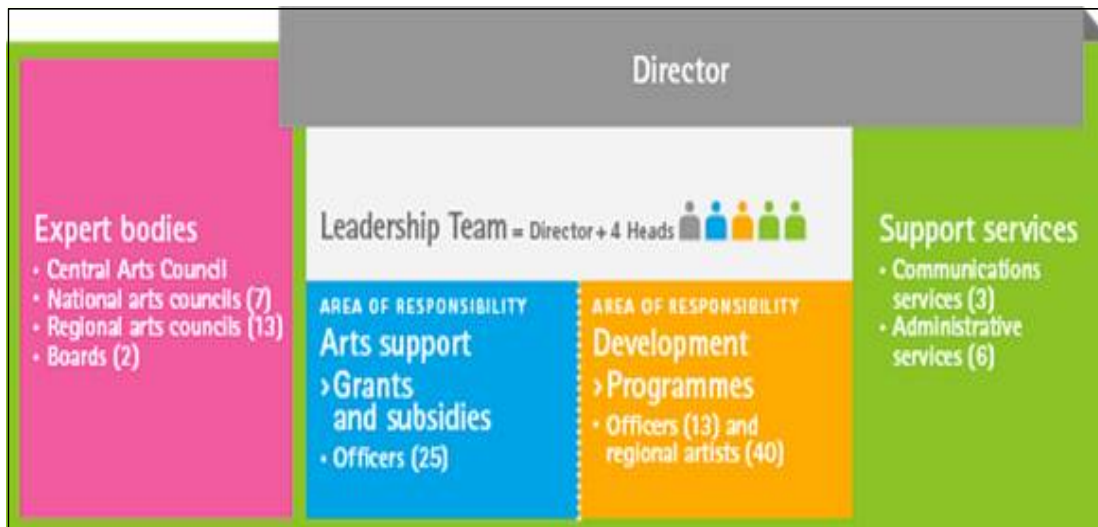 Director
Expert bodies
• Central Arts Council
• National arts councils (7)
• Regional arts councils (13)
• Boards (2)
Leadership Team = Director + 4 Heads
AREA OF RESPONSIBILITY
Arts support
› Grants
and subsidies
• Officers (25)
AREA OF RESPONSIBILITY
Development
› Programmes
• Officers (13) and
regional artists (40)
Support services
• Communications
services (3)
• Administrative
services (6)